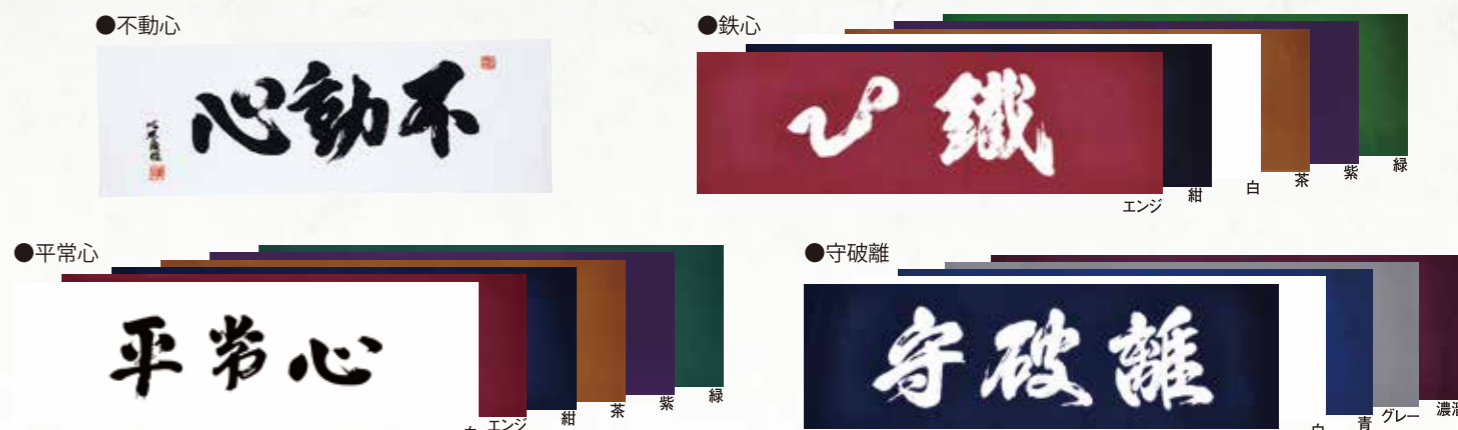 ●不動心
心動不
●鉄心
心鐵
エンジ
紺
白
茶
紫
緑
●平常心
平常心
エンジ
紺
茶
紫
緑
●守破離
守破離
白
青
グレー